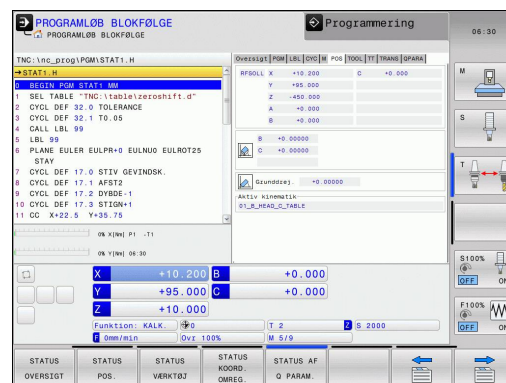 PROGRAMLØB BLOKFØLGE
PROGRAMLØB BLOKFØLGE
Programmering
06:30
TNC:\nc_prog\PGM\STAT1.H
→STAT1.H
0 BEGIN PGM STAT1 MM
1 SEL TABLE "TNC:\table\zeroshift.d"
2 CYCL DEF 32.0 TOLERANCE
3 CYCL DEF 32.1 T0.05
4 CALL LBL 99
5 LBL 99
6 PLANE EULER EULPR+0 EULNU0 EULROT25
STAY
7 CYCL DEF 17.0 STIV GEVINDSK.
8 CYCL DEF 17.1 AFST2
9 CYCL DEF 17.2 DYBDE-1
10 CYCL DEF 17.3 STIGN+1
11 CC X+22.5 Y+35.75
0% X[Nm] P1 -T1
0% Y[Nm] 06:30
Oversigt PGM LBL CYC M POS TOOL TT TRANS QPARA
RFSOLL X +10.200 C +0.000
Y +95.000
Z -450.000
A +0.000
B +0.000
B +0.00000
C +0.00000
Grunddrej. +0.00000
Aktiv kinematik
01_B_HEAD_C_TABLE
X +10.200 B +0.000
Y +95.000 C +0.000
Z +10.000
Funktion: KALK. 0 T 2 Z S 2000
F 0mm/min Ovr 100% M 5/9
M
S
T
S100%
OFF ON
F100%
OFF ON
STATUS OVERSIGT
STATUS POS.
STATUS VÆRKTØJ
STATUS KOORD. OMREG.
STATUS AF Q PARAM.